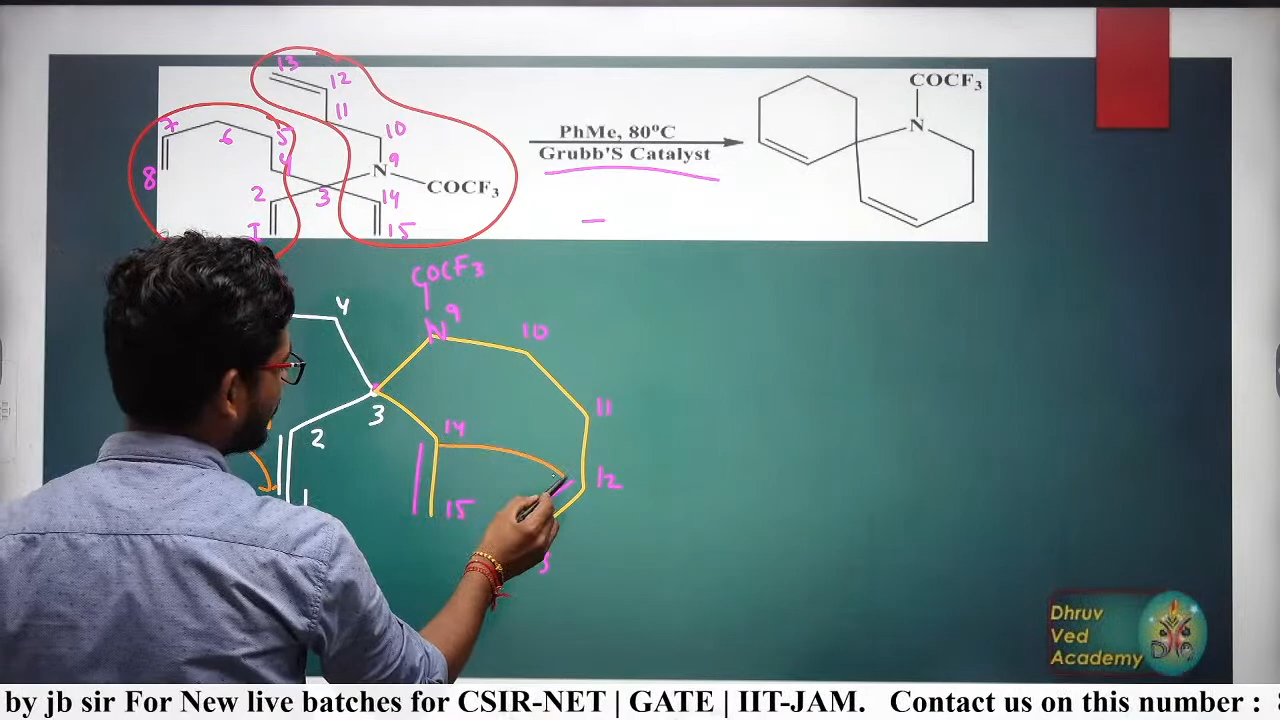 13
12
11
10
7
6
5
4
8
N
9
COCF3
2
3
14
1
15
PhMe, 80°C
Grubb'S Catalyst
COCF3
N
COCF3
N
9
10
4
11
3
2
14
12
1
15
Dhruv
Ved
Academy
by jb sir For New live batches for CSIR-NET | GATE | IIT-JAM. Contact us on this number :